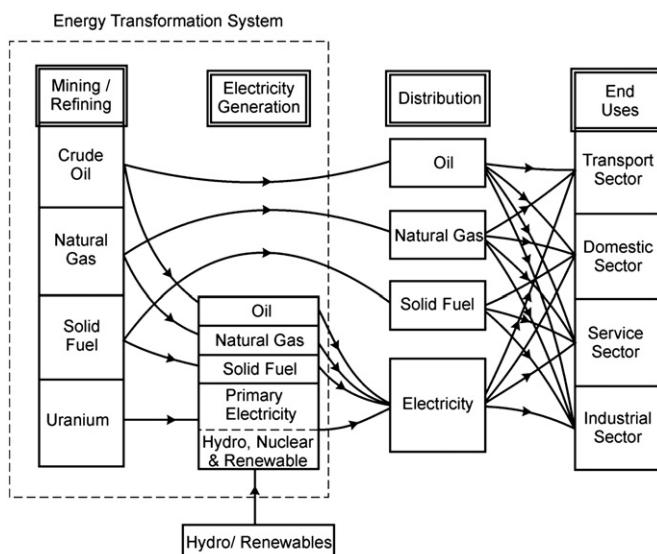 Energy Transformation System
Mining /
Refining
Electricity
Generation
Distribution
End
Uses
Crude
Oil
Natural
Gas
Solid
Fuel
Uranium
Oil
Natural Gas
Solid Fuel
Primary
Electricity
Hydro, Nuclear
& Renewable
Hydro/ Renewables
Oil
Natural Gas
Solid Fuel
Electricity
Transport
Sector
Domestic
Sector
Service
Sector
Industrial
Sector